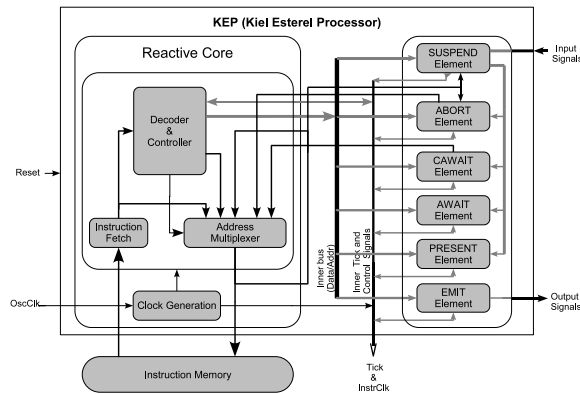 KEP (Kiel Esterel Processor)
Reactive Core
Decoder
&
Controller
Instruction
Fetch
Address
Multiplexer
Clock Generation
Instruction Memory
Reset
OscClk
Inner bus
(Data/Addr)
Inner Tick and
Control Signals
SUSPEND
Element
ABORT
Element
CAWAIT
Element
AWAIT
Element
PRESENT
Element
EMIT
Element
Input
Signals
Output
Signals
Tick
&
InstrClk